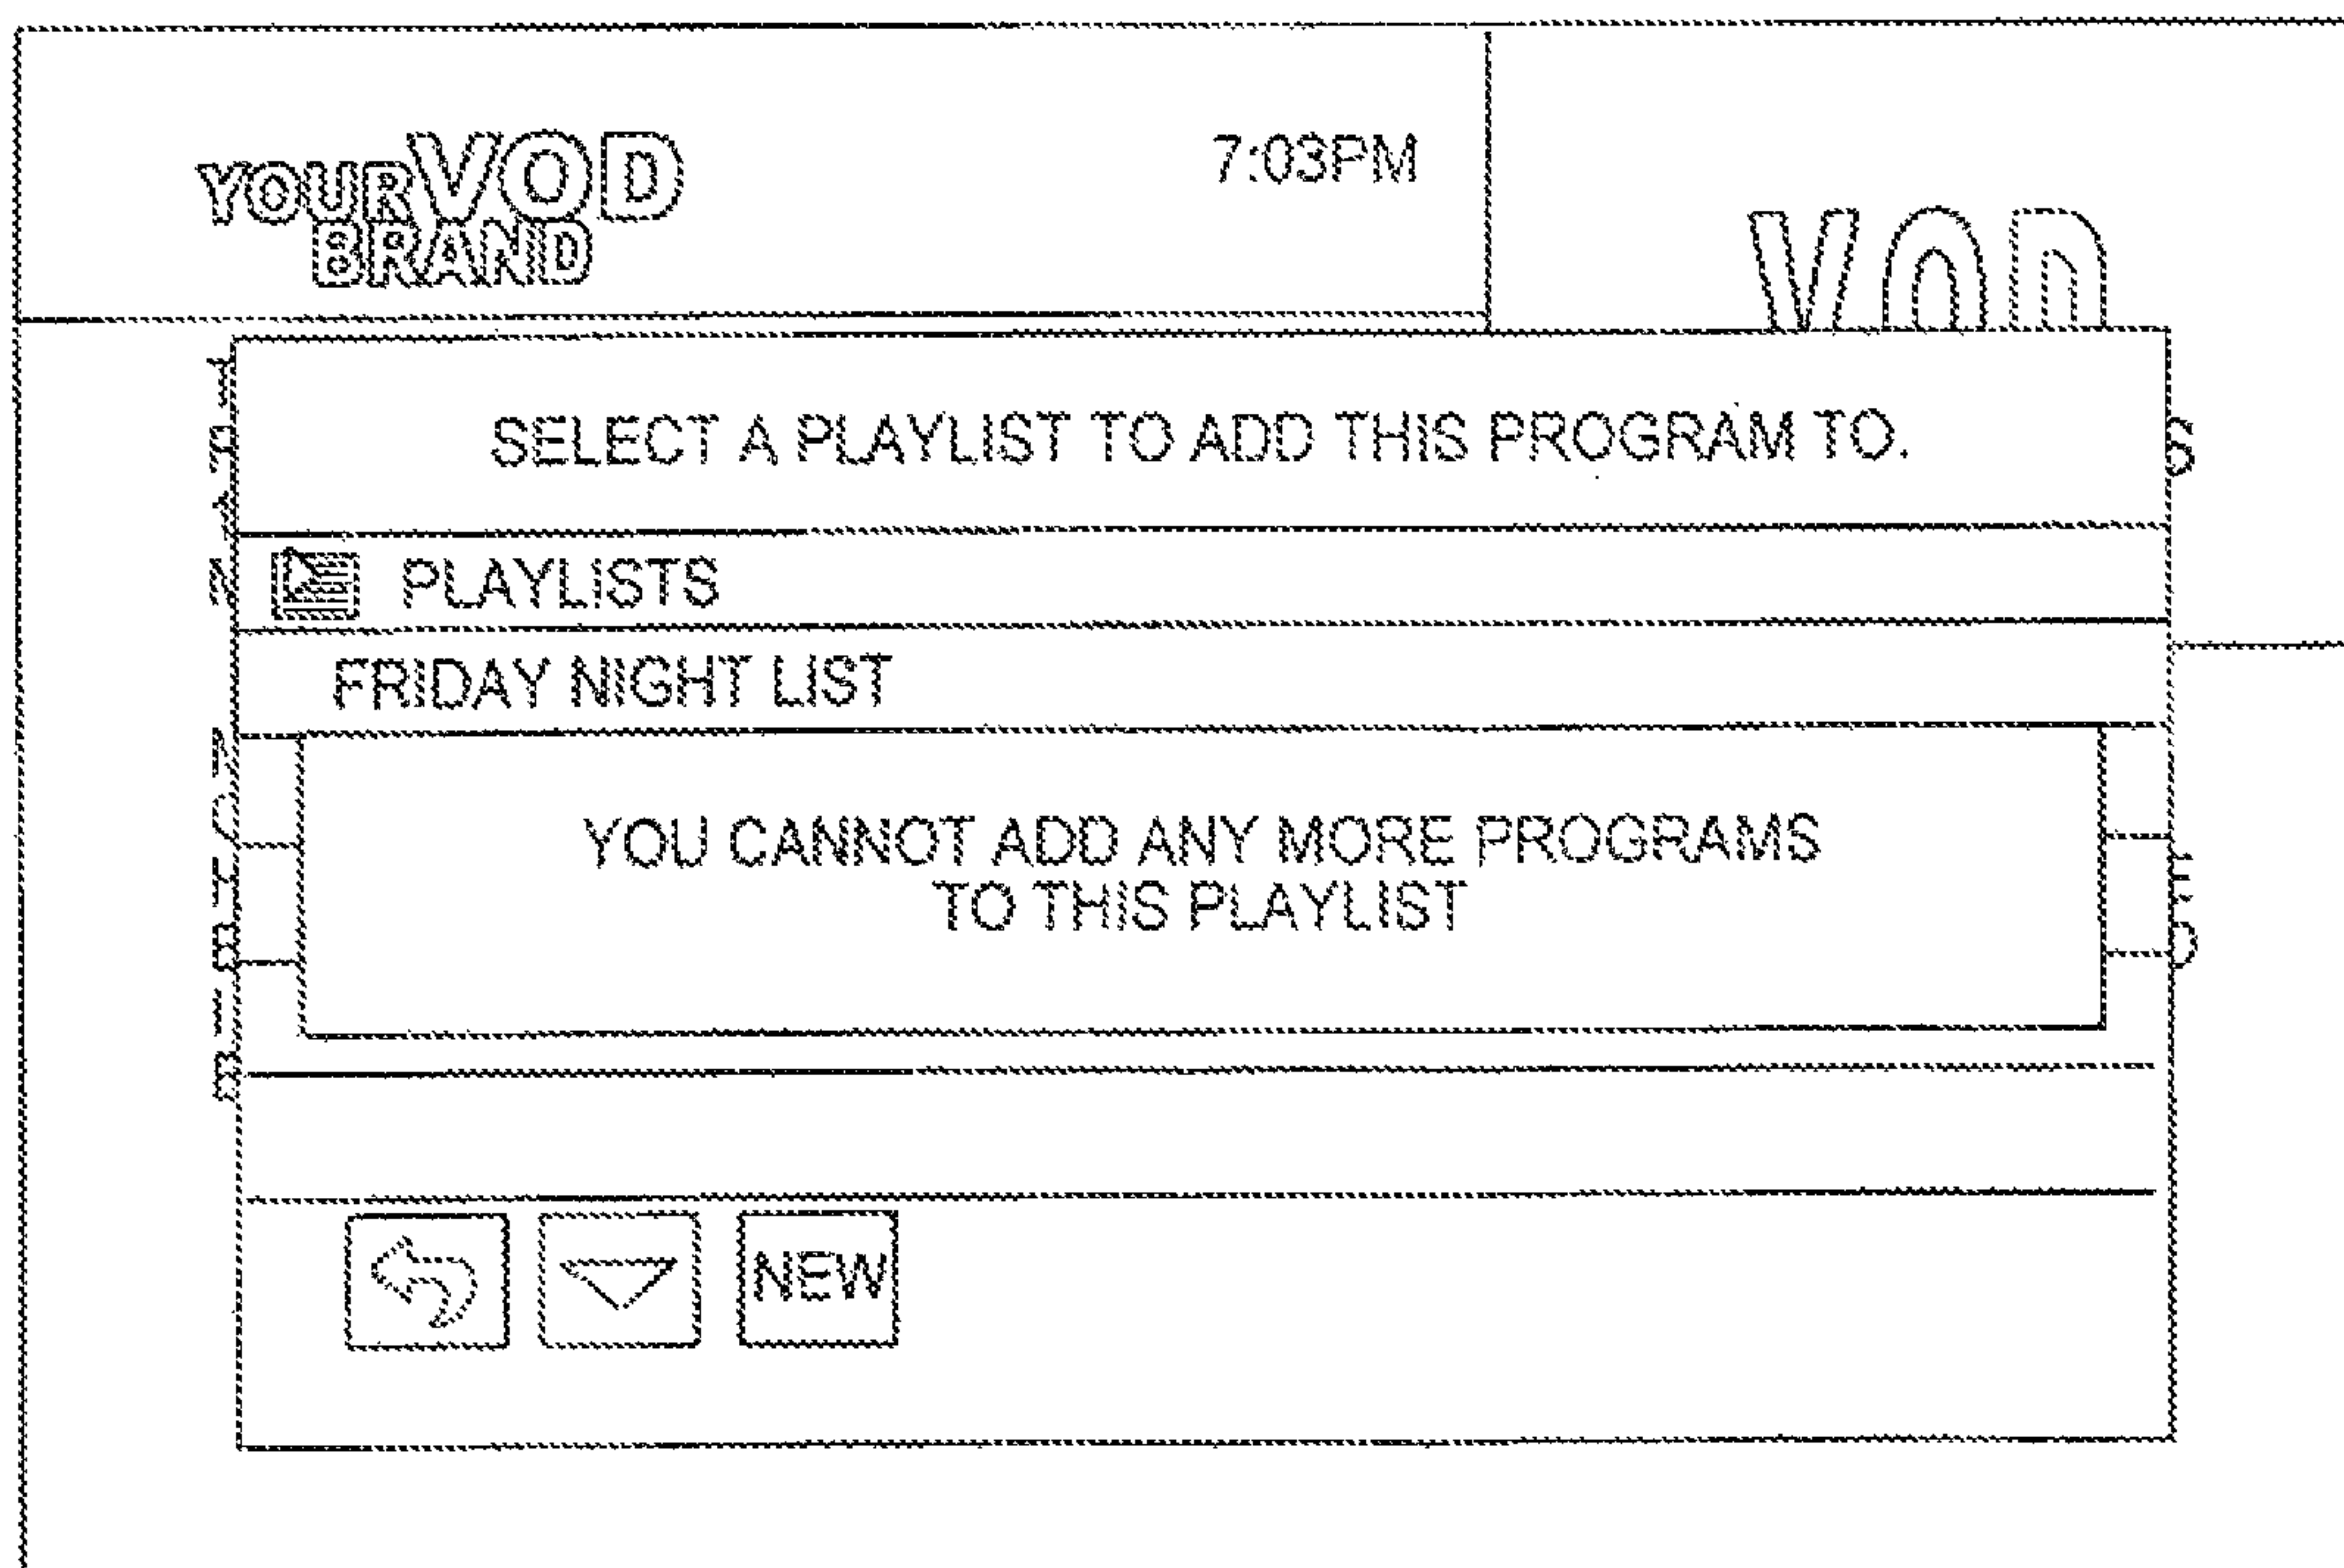 YOUR VOD
BRAND
7:03PM
SELECT A PLAYLIST TO ADD THIS PROGRAM TO.
PLAYLISTS
FRIDAY NIGHT LIST
YOU CANNOT ADD ANY MORE PROGRAMS
TO THIS PLAYLIST
NEW